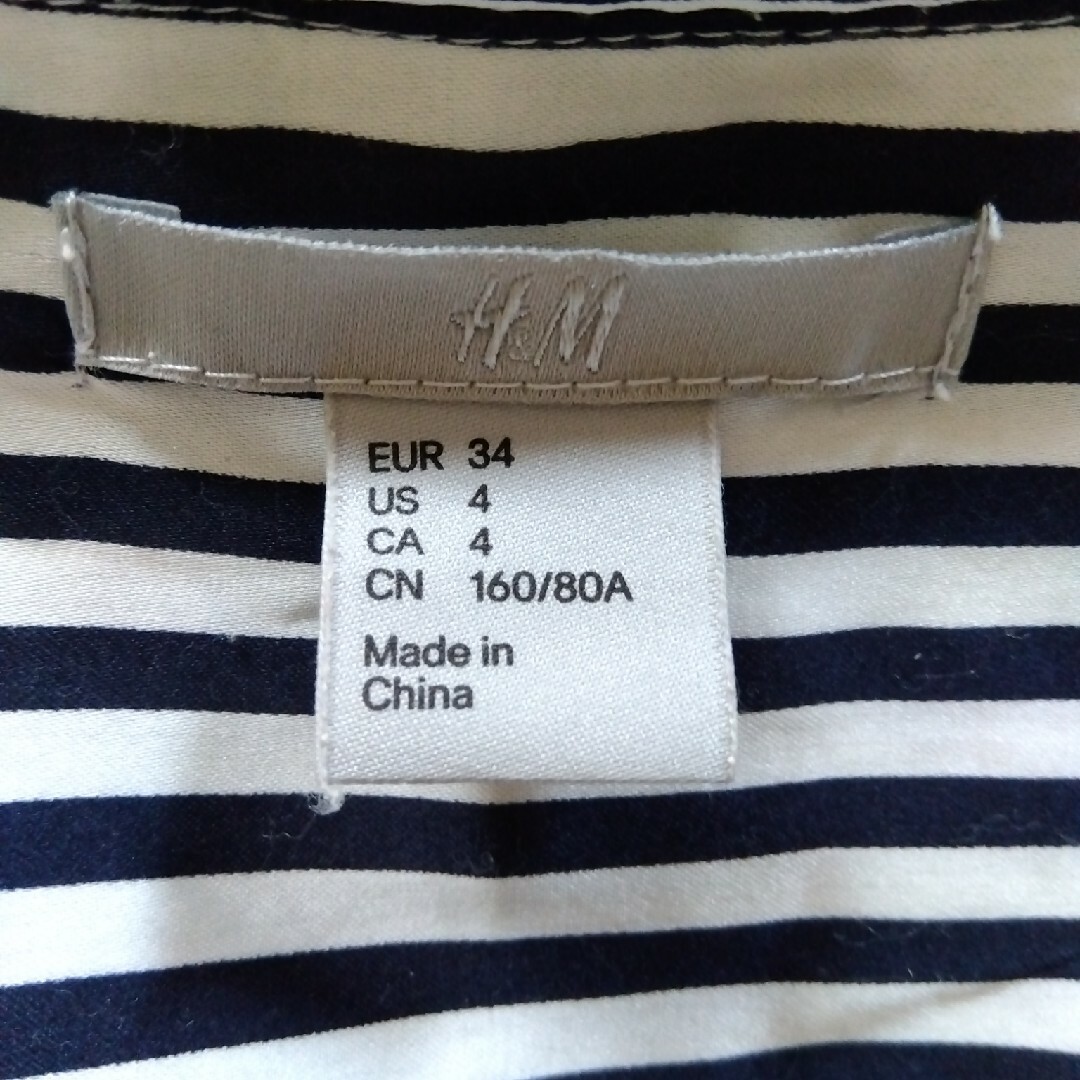 H&M
EUR 34
US 4
CA 4
CN 160/80A
Made in
China